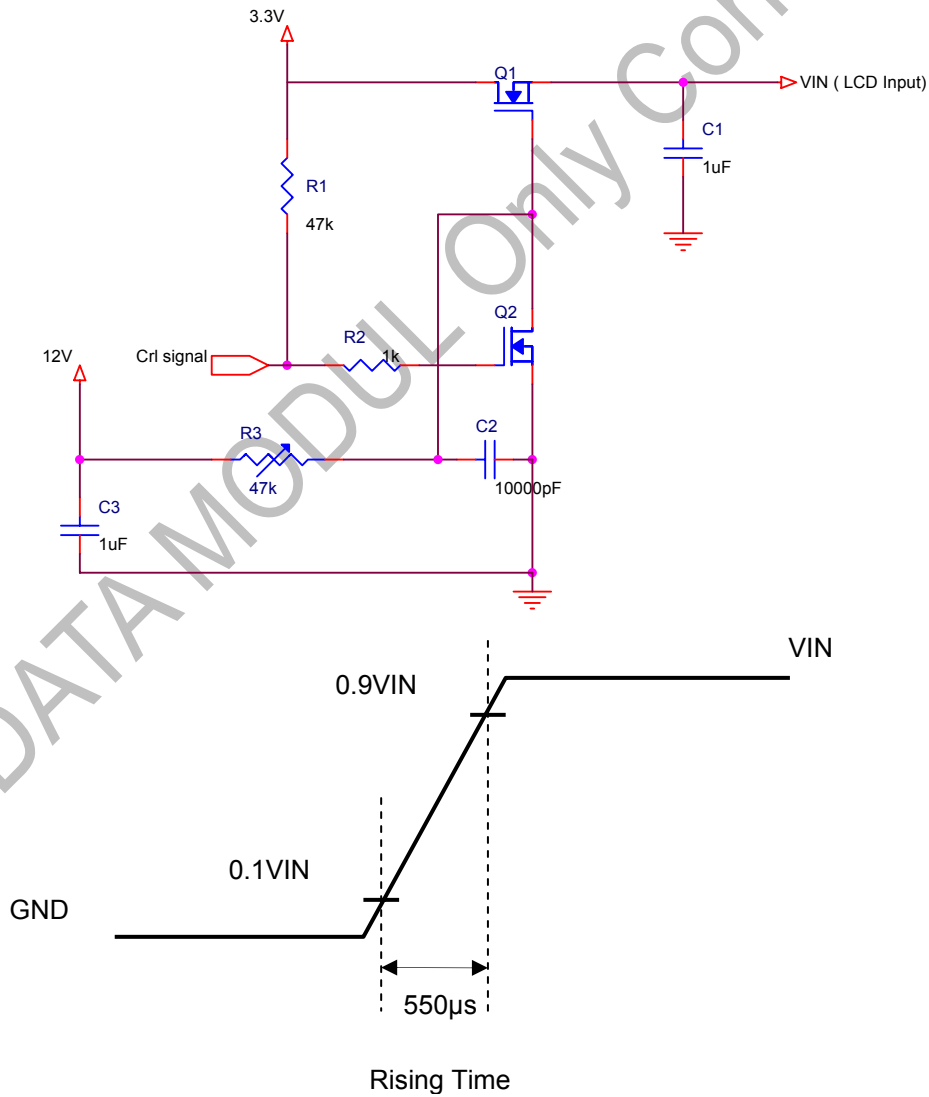 3.3V
Q1
VIN ( LCD Input)
C1
1uF
R1
47k
Q2
R2
1k
12V
Crl signal
R3
47k
C2
10000pF
C3
1uF
DATA MODUL Only
VIN
0.9VIN
0.1VIN
GND
550µs
Rising Time